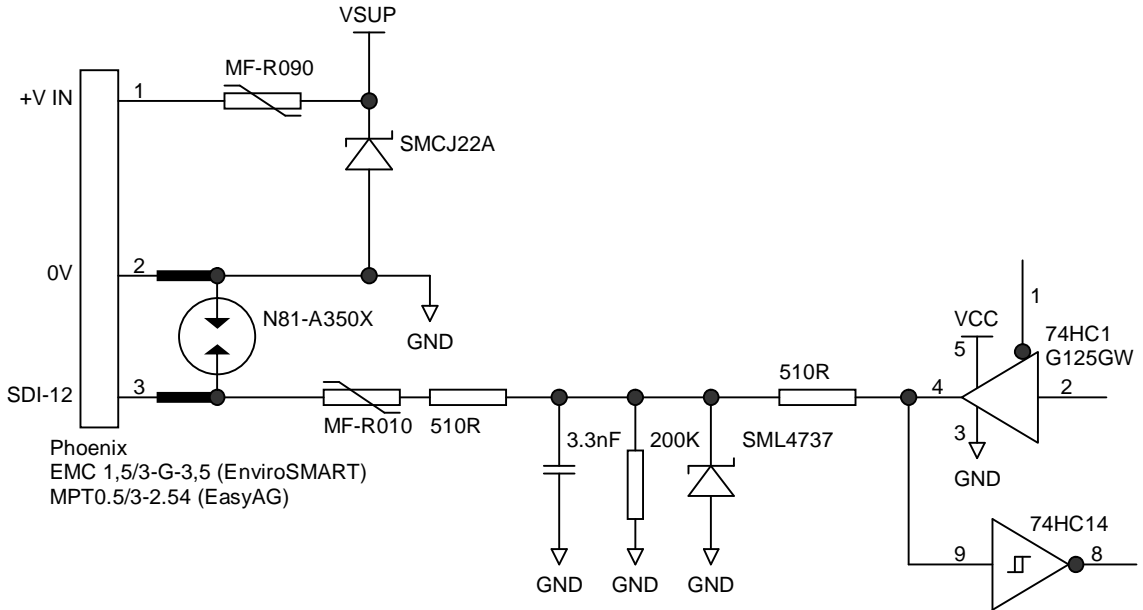 VSUP
MF-R090
+V IN
1
SMCJ22A
0V
2
N81-A350X
GND
1
VCC
74HC1
G125GW
5
510R
SDI-12
3
4
2
MF-R010
510R
3.3nF
200K
SML4737
3
GND
Phoenix
EMC 1,5/3-G-3,5 (EnviroSMART)
MPT0.5/3-2.54 (EasyAG)
74HC14
9
8
GND
GND
GND